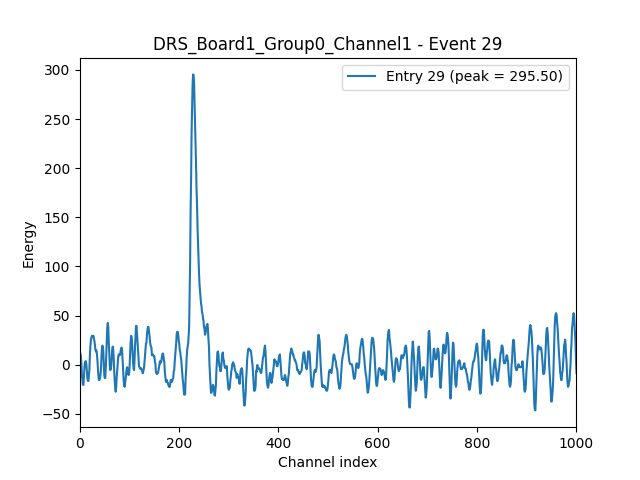 DRS_Board1_Group0_Channel1 - Event 29
Entry 29 (peak = 295.50)
300
250
200
150
100
50
0
−50
Energy
0 200 400 600 800 1000
Channel index